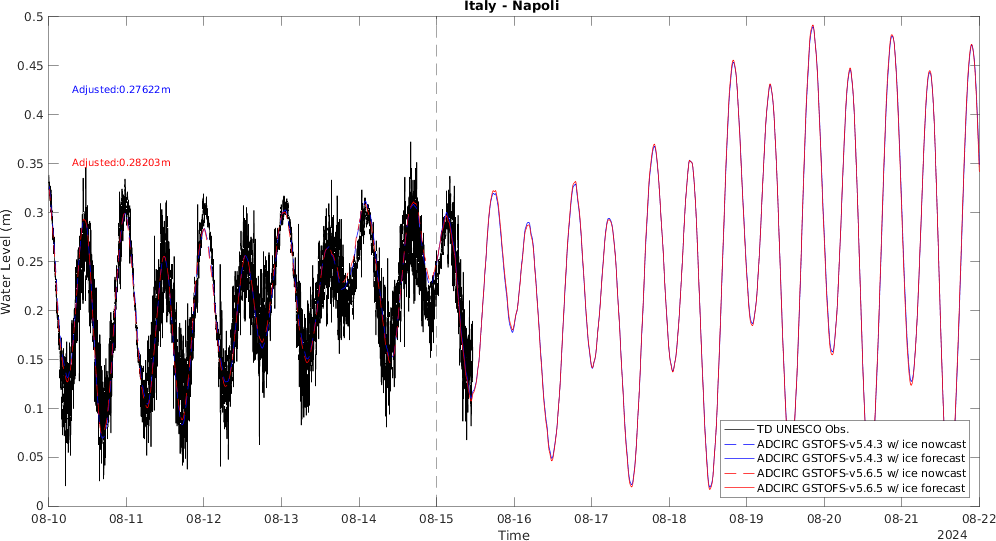 Italy - Napoli
0.5
0.45
0.4
0.35
0.3
0.25
0.2
0.15
0.1
0.05
0
Water Level (m)
Adjusted:0.27622m
Adjusted:0.28203m
TD UNESCO Obs.
ADCIRC GSTOFS-v5.4.3 w/ ice nowcast
ADCIRC GSTOFS-v5.4.3 w/ ice forecast
ADCIRC GSTOFS-v5.6.5 w/ ice nowcast
ADCIRC GSTOFS-v5.6.5 w/ ice forecast
08-10 08-11 08-12 08-13 08-14 08-15 08-16 08-17 08-18 08-19 08-20 08-21 08-22
Time
2024